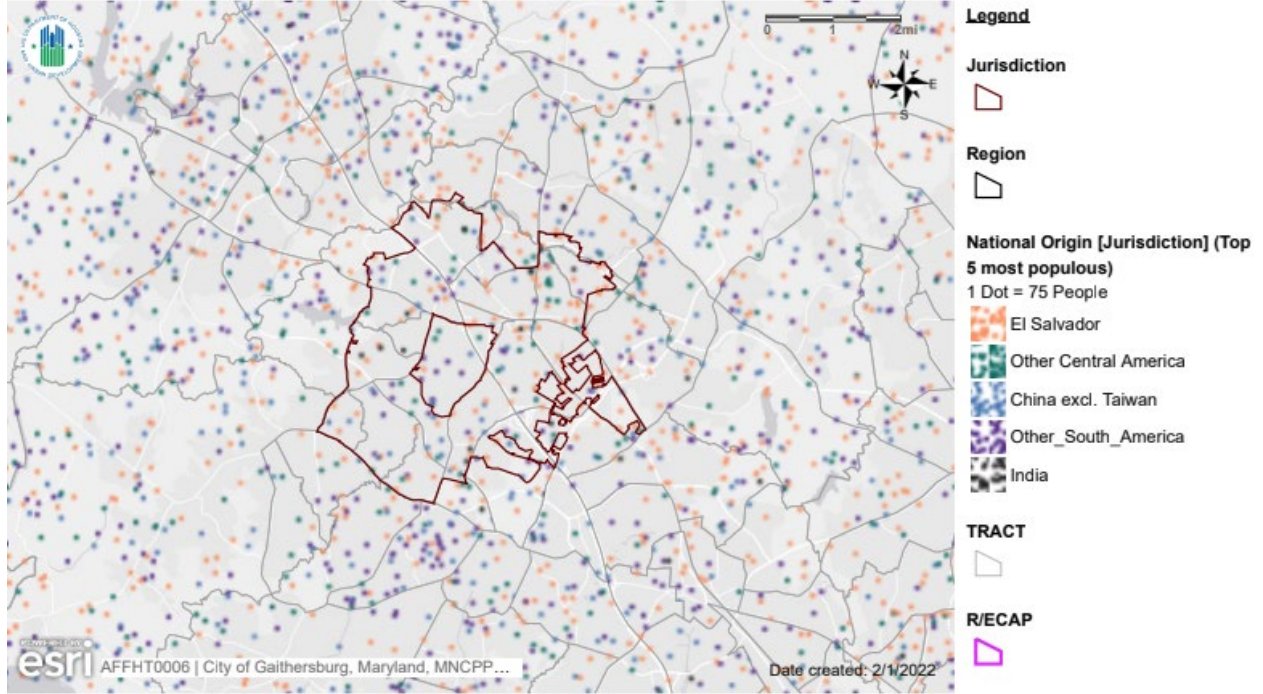 0 1 2mi
N
W E
S
esri
AFFHT0006 | City of Gaithersburg, Maryland, MNCPP...
Date created: 2/1/2022
Legend
Jurisdiction
Region
National Origin [Jurisdiction] (Top
5 most populous)
1 Dot = 75 People
El Salvador
Other Central America
China excl. Taiwan
Other_South_America
India
TRACT
R/ECAP